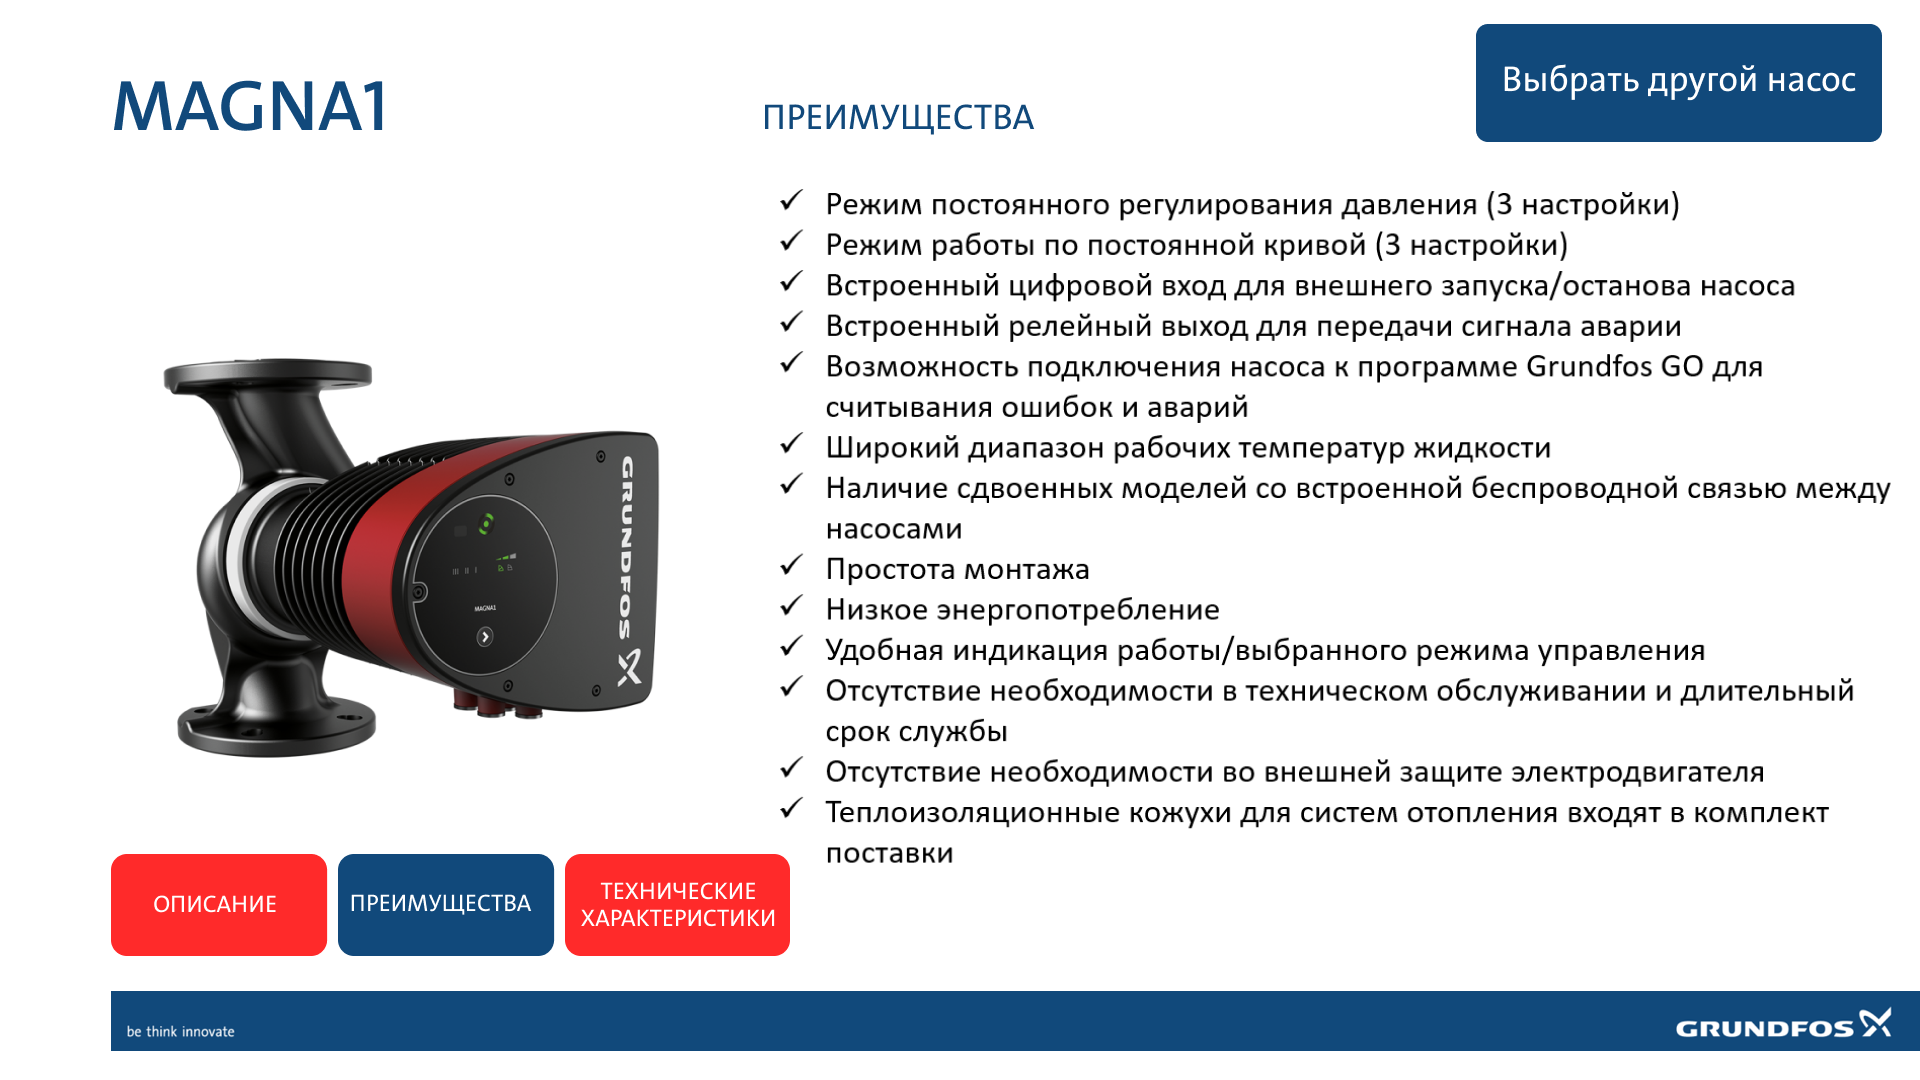 MAGNA1
ПРЕИМУЩЕСТВА
Выбрать другой насос
Режим постоянного регулирования давления (3 настройки)
Режим работы по постоянной кривой (3 настройки)
Встроенный цифровой вход для внешнего запуска/останова насоса
Встроенный релейный выход для передачи сигнала аварии
Возможность подключения насоса к программе Grundfos GO для
считывания ошибок и аварий
Широкий диапазон рабочих температур жидкости
Наличие сдвоенных моделей со встроенной беспроводной связью между
насосами
Простота монтажа
Низкое энергопотребление
Удобная индикация работы/выбранного режима управления
Отсутствие необходимости в техническом обслуживании и длительный
срок службы
Отсутствие необходимости во внешней защите электродвигателя
Теплоизоляционные кожухи для систем отопления входят в комплект
поставки
GRUNDFOS
III II I
MAGNA1
ОПИСАНИЕ
ПРЕИМУЩЕСТВА
ТЕХНИЧЕСКИЕ
ХАРАКТЕРИСТИКИ
be think innovate
GRUNDFOS